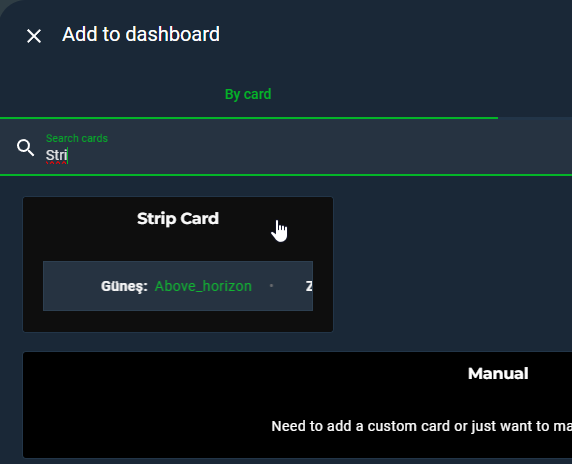 Add to dashboard
By card
Search cards
Stri
Strip Card
Güneş: Above_horizon ·
Manual
Need to add a custom card or just want to ma